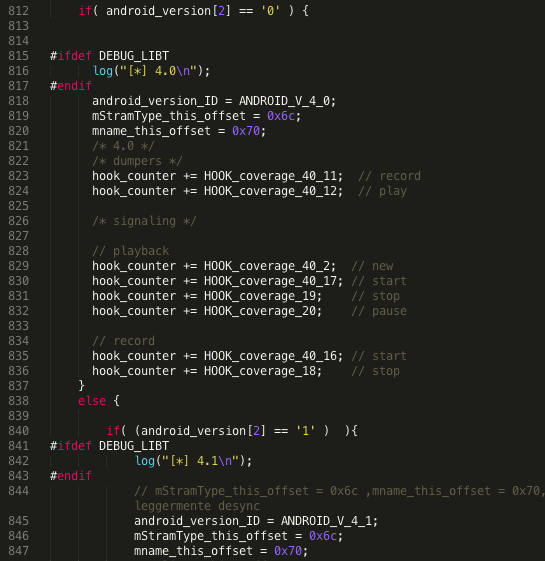 812 if( android_version[2] == '0' ) {
813
814
815 #ifdef DEBUG_LIBT
816 log("[*] 4.0\n");
817 #endif
818 android_version_ID = ANDROID_V_4_0;
819 mStramType_this_offset = 0x6c;
820 mname_this_offset = 0x70;
821 /* 4.0 */
822 /* dumpers */
823 hook_counter += HOOK_coverage_40_11; // record
824 hook_counter += HOOK_coverage_40_12; // play
825
826 /* signaling */
827
828 // playback
829 hook_counter += HOOK_coverage_40_2; // new
830 hook_counter += HOOK_coverage_40_17; // start
831 hook_counter += HOOK_coverage_19; // stop
832 hook_counter += HOOK_coverage_20; // pause
833
834 // record
835 hook_counter += HOOK_coverage_40_16; // start
836 hook_counter += HOOK_coverage_18; // stop
837 }
838 else {
839
840 if( (android_version[2] == '1' ) ){
841 #ifdef DEBUG_LIBT
842 log("[*] 4.1\n");
843 #endif
844 // mStramType_this_offset = 0x6c ,mname_this_offset = 0x70,
leggermente desync
845 android_version_ID = ANDROID_V_4_1;
846 mStramType_this_offset = 0x6c;
847 mname_this_offset = 0x70;